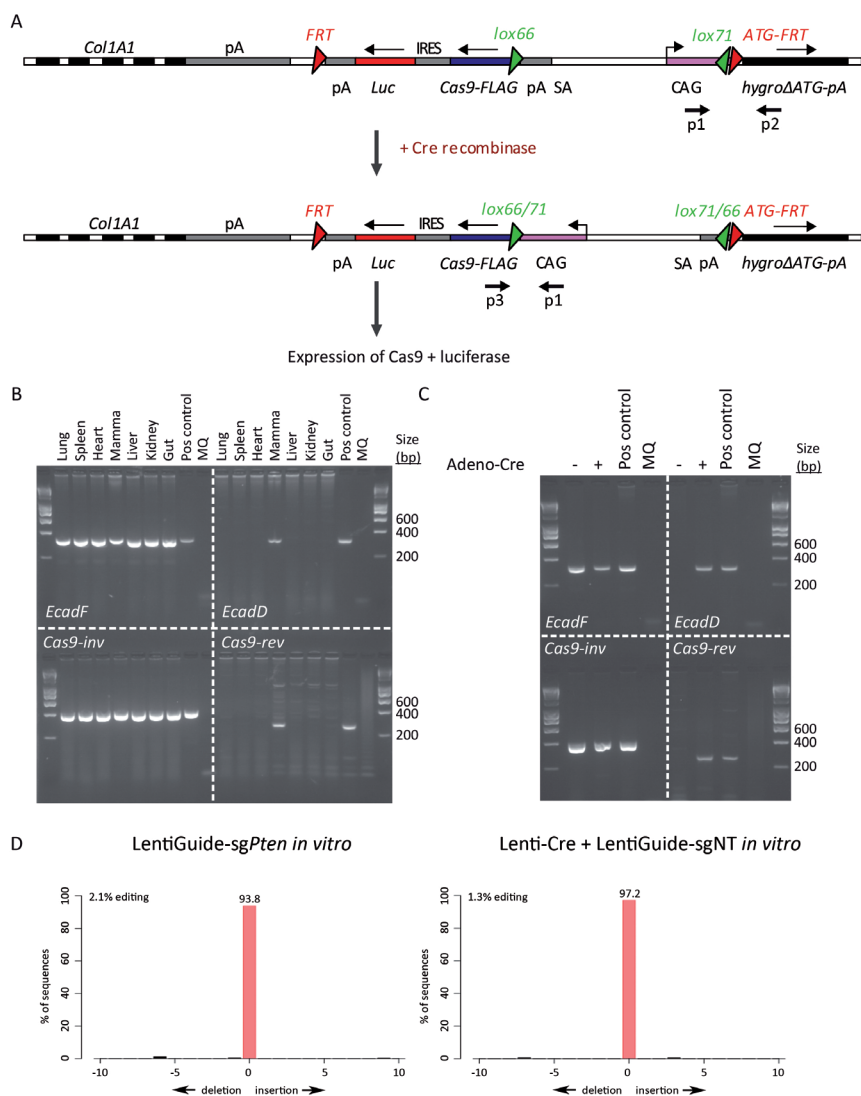 A
Col1A1 pA FRT IRES lox66 lox71 ATG-FRT
pA Luc Cas9-FLAG pA SA CAG hygroΔATG-pA
p1 p2
+ Cre recombinase
Col1A1 pA FRT IRES lox66/71 lox71/66 ATG-FRT
pA Luc Cas9-FLAG CAG SA pA hygroΔATG-pA
p3 p1
Expression of Cas9 + luciferase
B
Lung Spleen Heart Mamma Liver Kidney Gut Pos control MQ Lung Spleen Heart Mamma Liver Kidney Gut Pos control MQ
Size
(bp)
600
400
200
EcadF EcadD
Cas9-inv Cas9-rev
600
400
200
C
Pos control MQ Pos control MQ
Size
(bp)
Adeno-Cre - + - +
600
400
200
EcadF EcadD
Cas9-inv Cas9-rev
600
400
200
D
LentiGuide-sgPten in vitro
2.1% editing
93.8
% of sequences
100
80
60
40
20
0
-10 -5 0 5 10
deletion insertion
Lenti-Cre + LentiGuide-sgNT in vitro
1.3% editing
97.2
% of sequences
100
80
60
40
20
0
-10 -5 0 5 10
deletion insertion